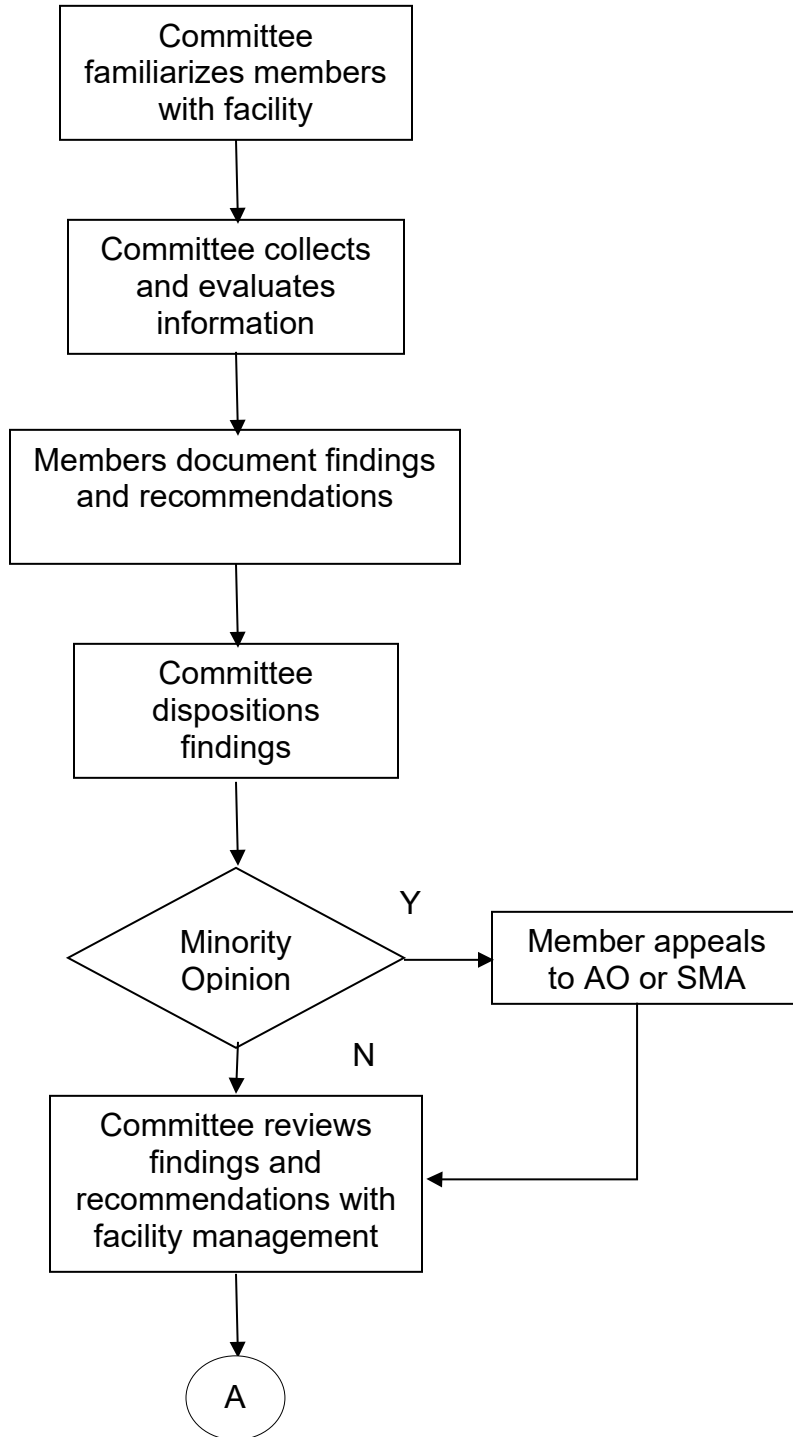 Committee
familiarizes members
with facility
Committee collects
and evaluates
information
Members document findings
and recommendations
Committee
dispositions
findings
Minority
Opinion
Y
Member appeals
to AO or SMA
N
Committee reviews
findings and
recommendations with
facility management
A